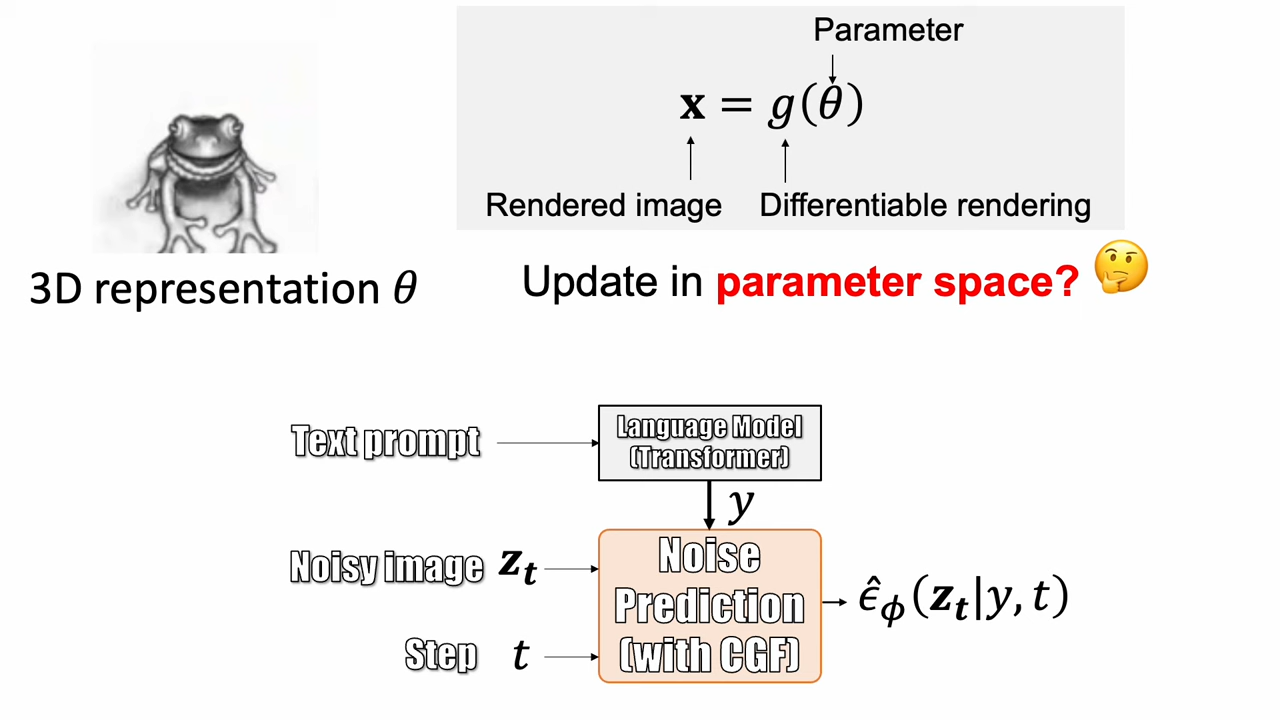 Parameter
x = g(θ)
Rendered image
Differentiable rendering
3D representation θ
Update in parameter space? 🤔
Text prompt
Language Model
(Transformer)
y
Noisy image z_t
Noise
Prediction
(with CGF)
Step t
ϵ̂_ϕ(z_t|y, t)